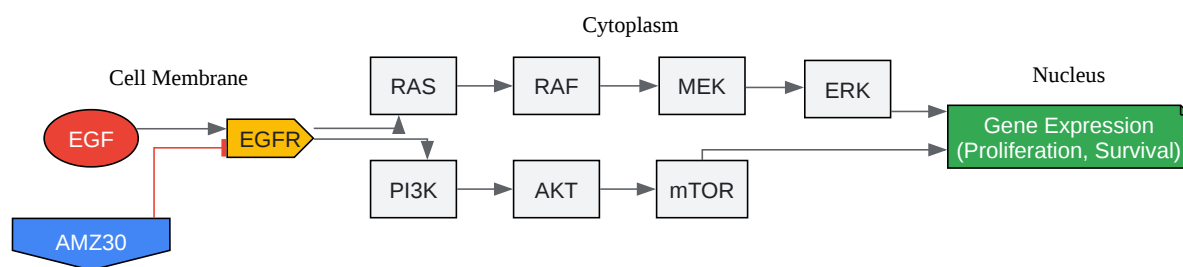 Cytoplasm
Cell Membrane
Nucleus
RAS
RAF
MEK
ERK
EGF
EGFR
Gene Expression
(Proliferation, Survival)
PI3K
AKT
mTOR
AMZ30